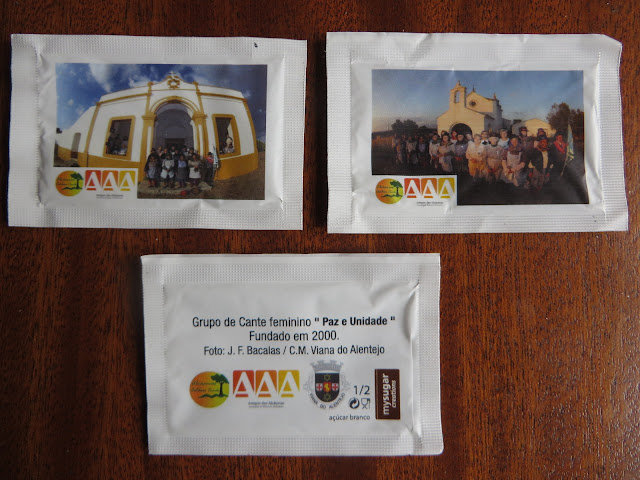 AAA
AAA
Grupo de Cante feminino " Paz e Unidade "
Fundado em 2000.
Foto: J. F. Bacalas / C.M. Viana do Alentejo
AAA
1/2
açúcar branco
mysugar
creations